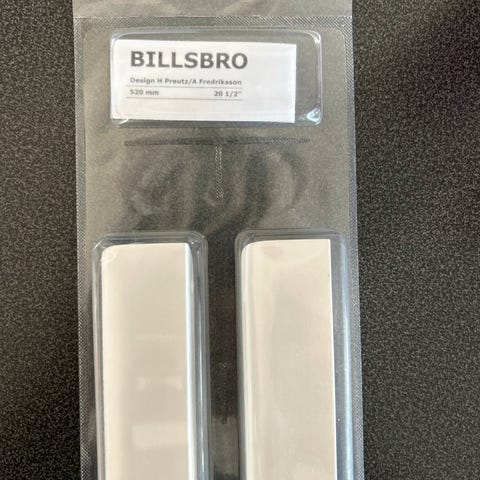 BILLSBRO
Design H Preutz/A Fredriksson
520 mm 20 1/2"